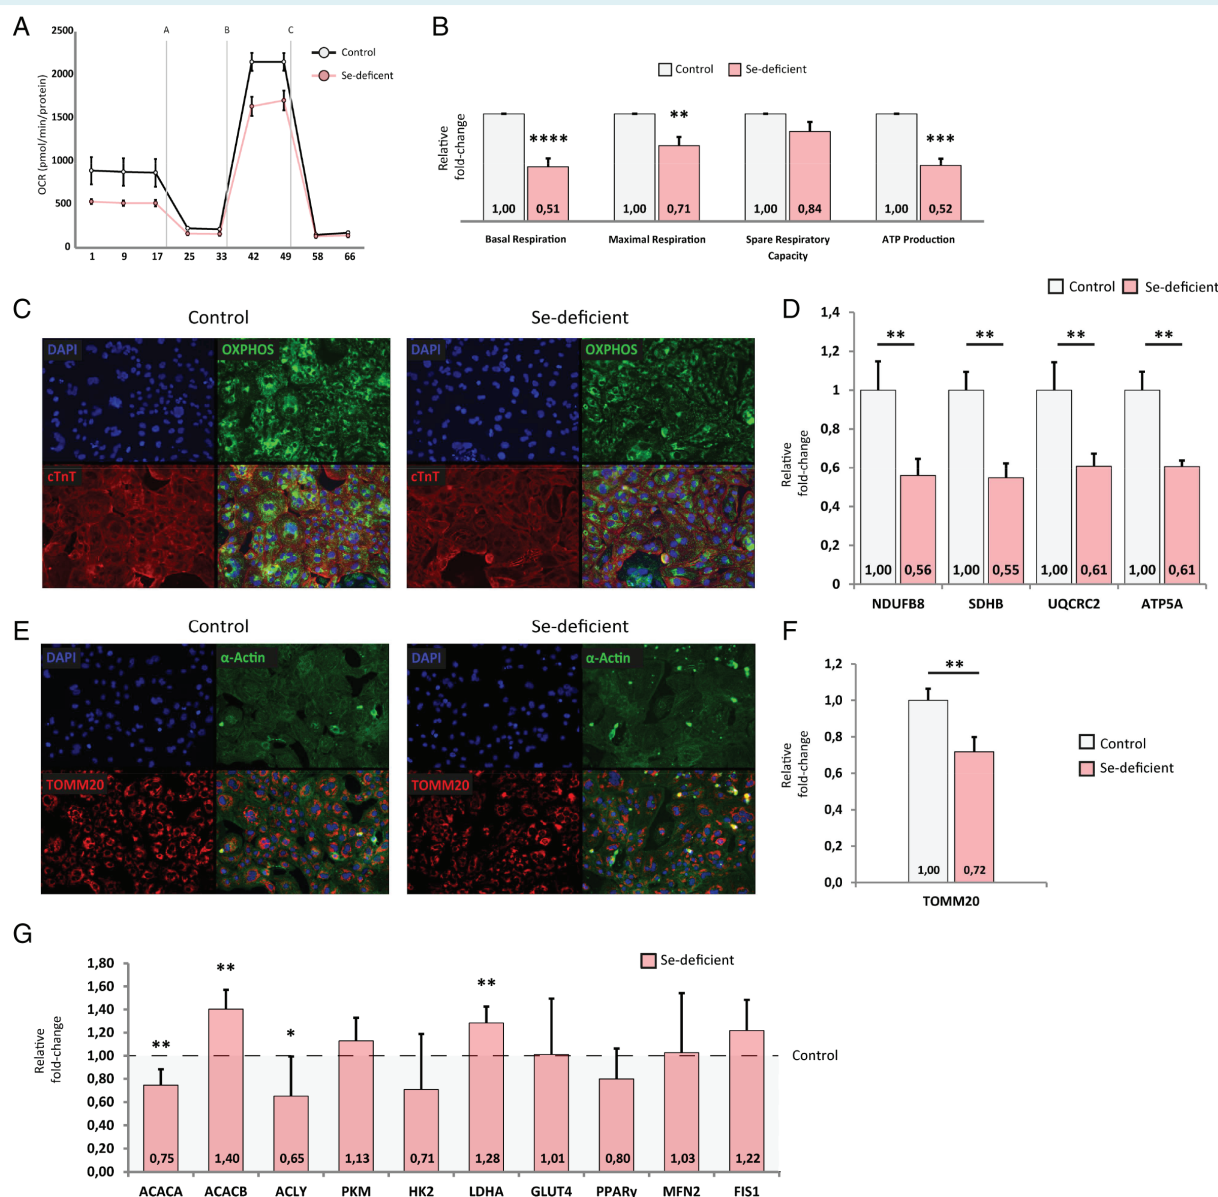 A
2500
2000
1500
1000
500
0
OCR (pmol/min/protein)
A
B
C
Control
Se-deficent
1 9 17 25 33 42 49 58 66
B
Control Se-deficient
Relative
fold-change
**** ** ***
1,00 0,51 1,00 0,71 1,00 0,84 1,00 0,52
Basal Respiration Maximal Respiration Spare Respiratory ATP Production
Capacity
C
Control Se-deficient
DAPI OXPHOS DAPI OXPHOS
cTnT cTnT
D
Control Se-deficient
1,4
1,2
1
0,8
0,6
0,4
0,2
0
Relative
fold-change
** ** ** **
1,00 0,56 1,00 0,55 1,00 0,61 1,00 0,61
NDUFB8 SDHB UQCRC2 ATP5A
E
Control Se-deficient
DAPI α-Actin DAPI α-Actin
TOMM20 TOMM20
F
1,2
1,0
0,8
0,6
0,4
0,2
0,0
Relative
fold-change
**
1,00 0,72
TOMM20
Control
Se-deficient
G
1,80
1,60
1,40
1,20
1,00
0,80
0,60
0,40
0,20
0,00
Relative
fold-change
Se-deficient
** ** * **
Control
0,75 1,40 0,65 1,13 0,71 1,28 1,01 0,80 1,03 1,22
ACACA ACACB ACLY PKM HK2 LDHA GLUT4 PPARγ MFN2 FIS1